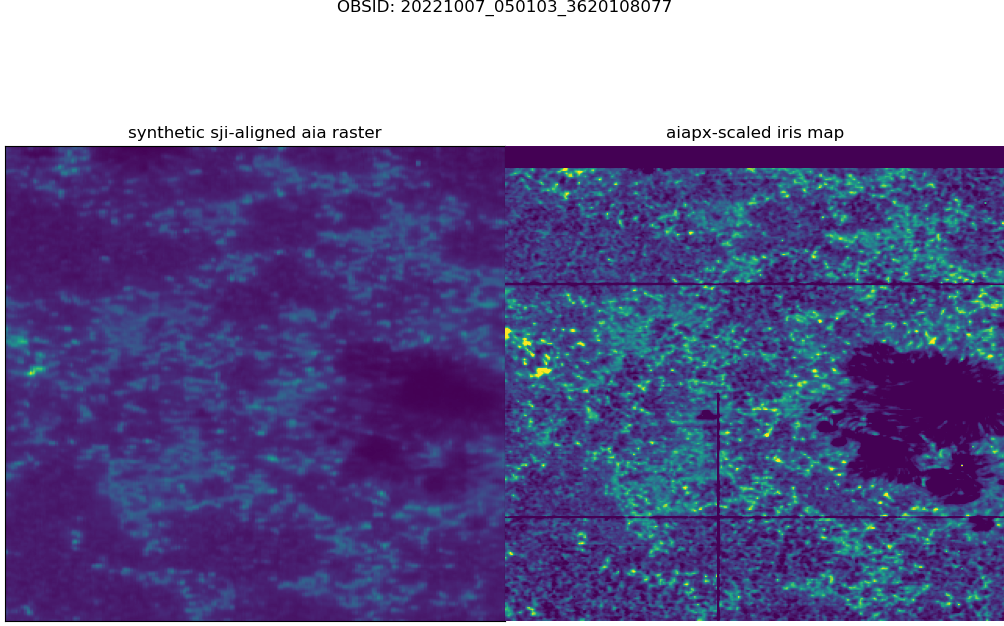 OBSID: 20221007_050103_3620108077
synthetic sji-aligned aia raster
aiapx-scaled iris map